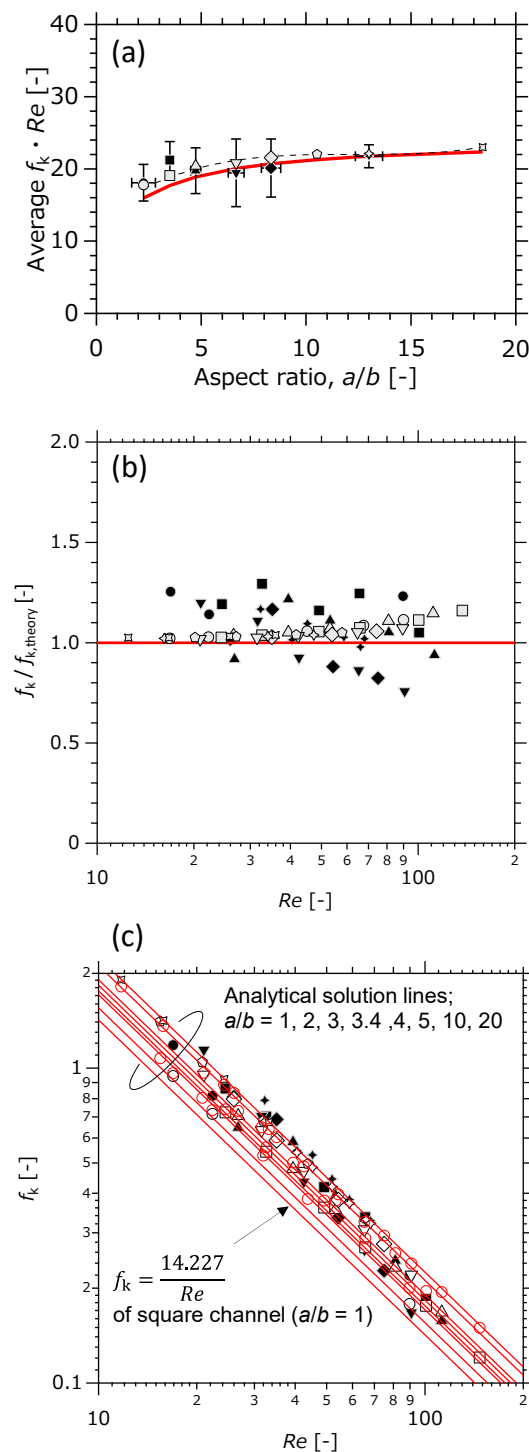 (a)
40
30
20
10
0
Average fk · Re [-]
0 5 10 15 20
Aspect ratio, a/b [-]
(b)
2.0
1.5
1.0
0.5
0
fk / fk,theory [-]
2 3 4 5 6 7 8 9 2
10 100
Re [-]
(c)
2
1
9
8
7
6
5
4
3
2
0.1
fk [-]
Analytical solution lines;
a/b = 1, 2, 3, 3.4 ,4, 5, 10, 20
fk = 14.227/Re
of square channel (a/b = 1)
2 3 4 5 6 7 8 9 2
10 100
Re [-]